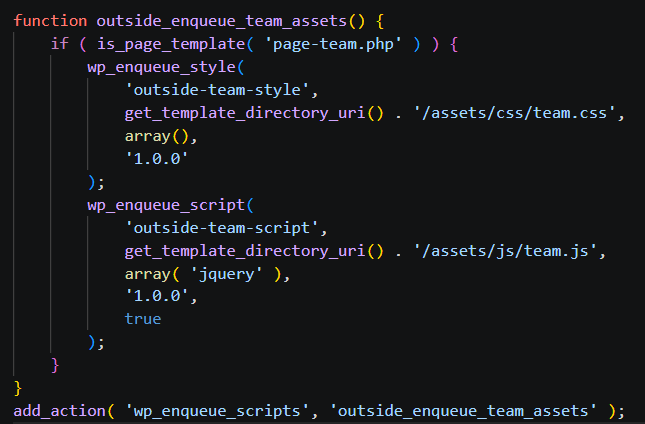 function outside_enqueue_team_assets() {
    if ( is_page_template( 'page-team.php' ) ) {
        wp_enqueue_style(
            'outside-team-style',
            get_template_directory_uri() . '/assets/css/team.css',
            array(),
            '1.0.0'
        );
        wp_enqueue_script(
            'outside-team-script',
            get_template_directory_uri() . '/assets/js/team.js',
            array( 'jquery' ),
            '1.0.0',
            true
        );
    }
}
add_action( 'wp_enqueue_scripts', 'outside_enqueue_team_assets' );